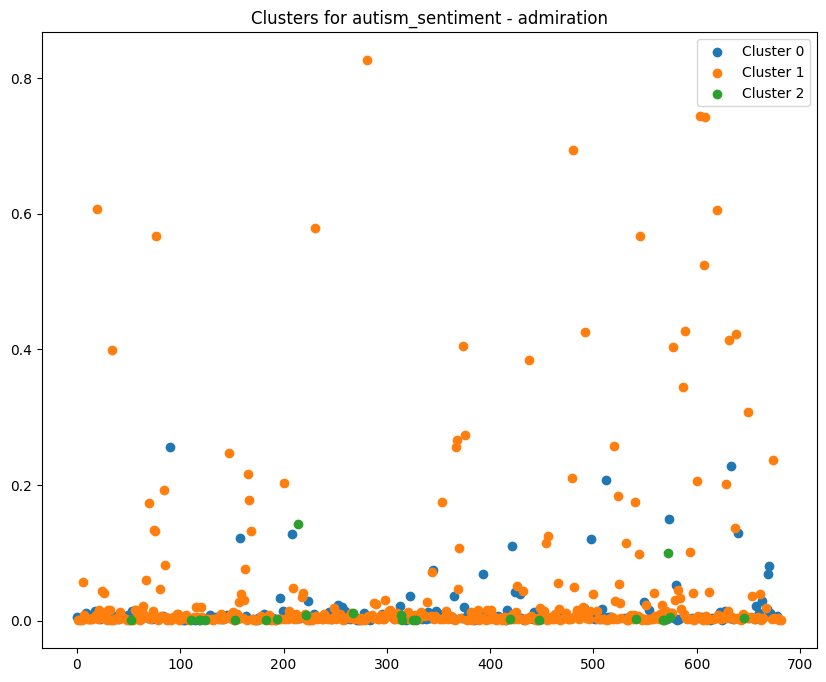 Clusters for autism_sentiment - admiration
Cluster 0
Cluster 1
Cluster 2
0.8
0.6
0.4
0.2
0.0
0 100 200 300 400 500 600 700